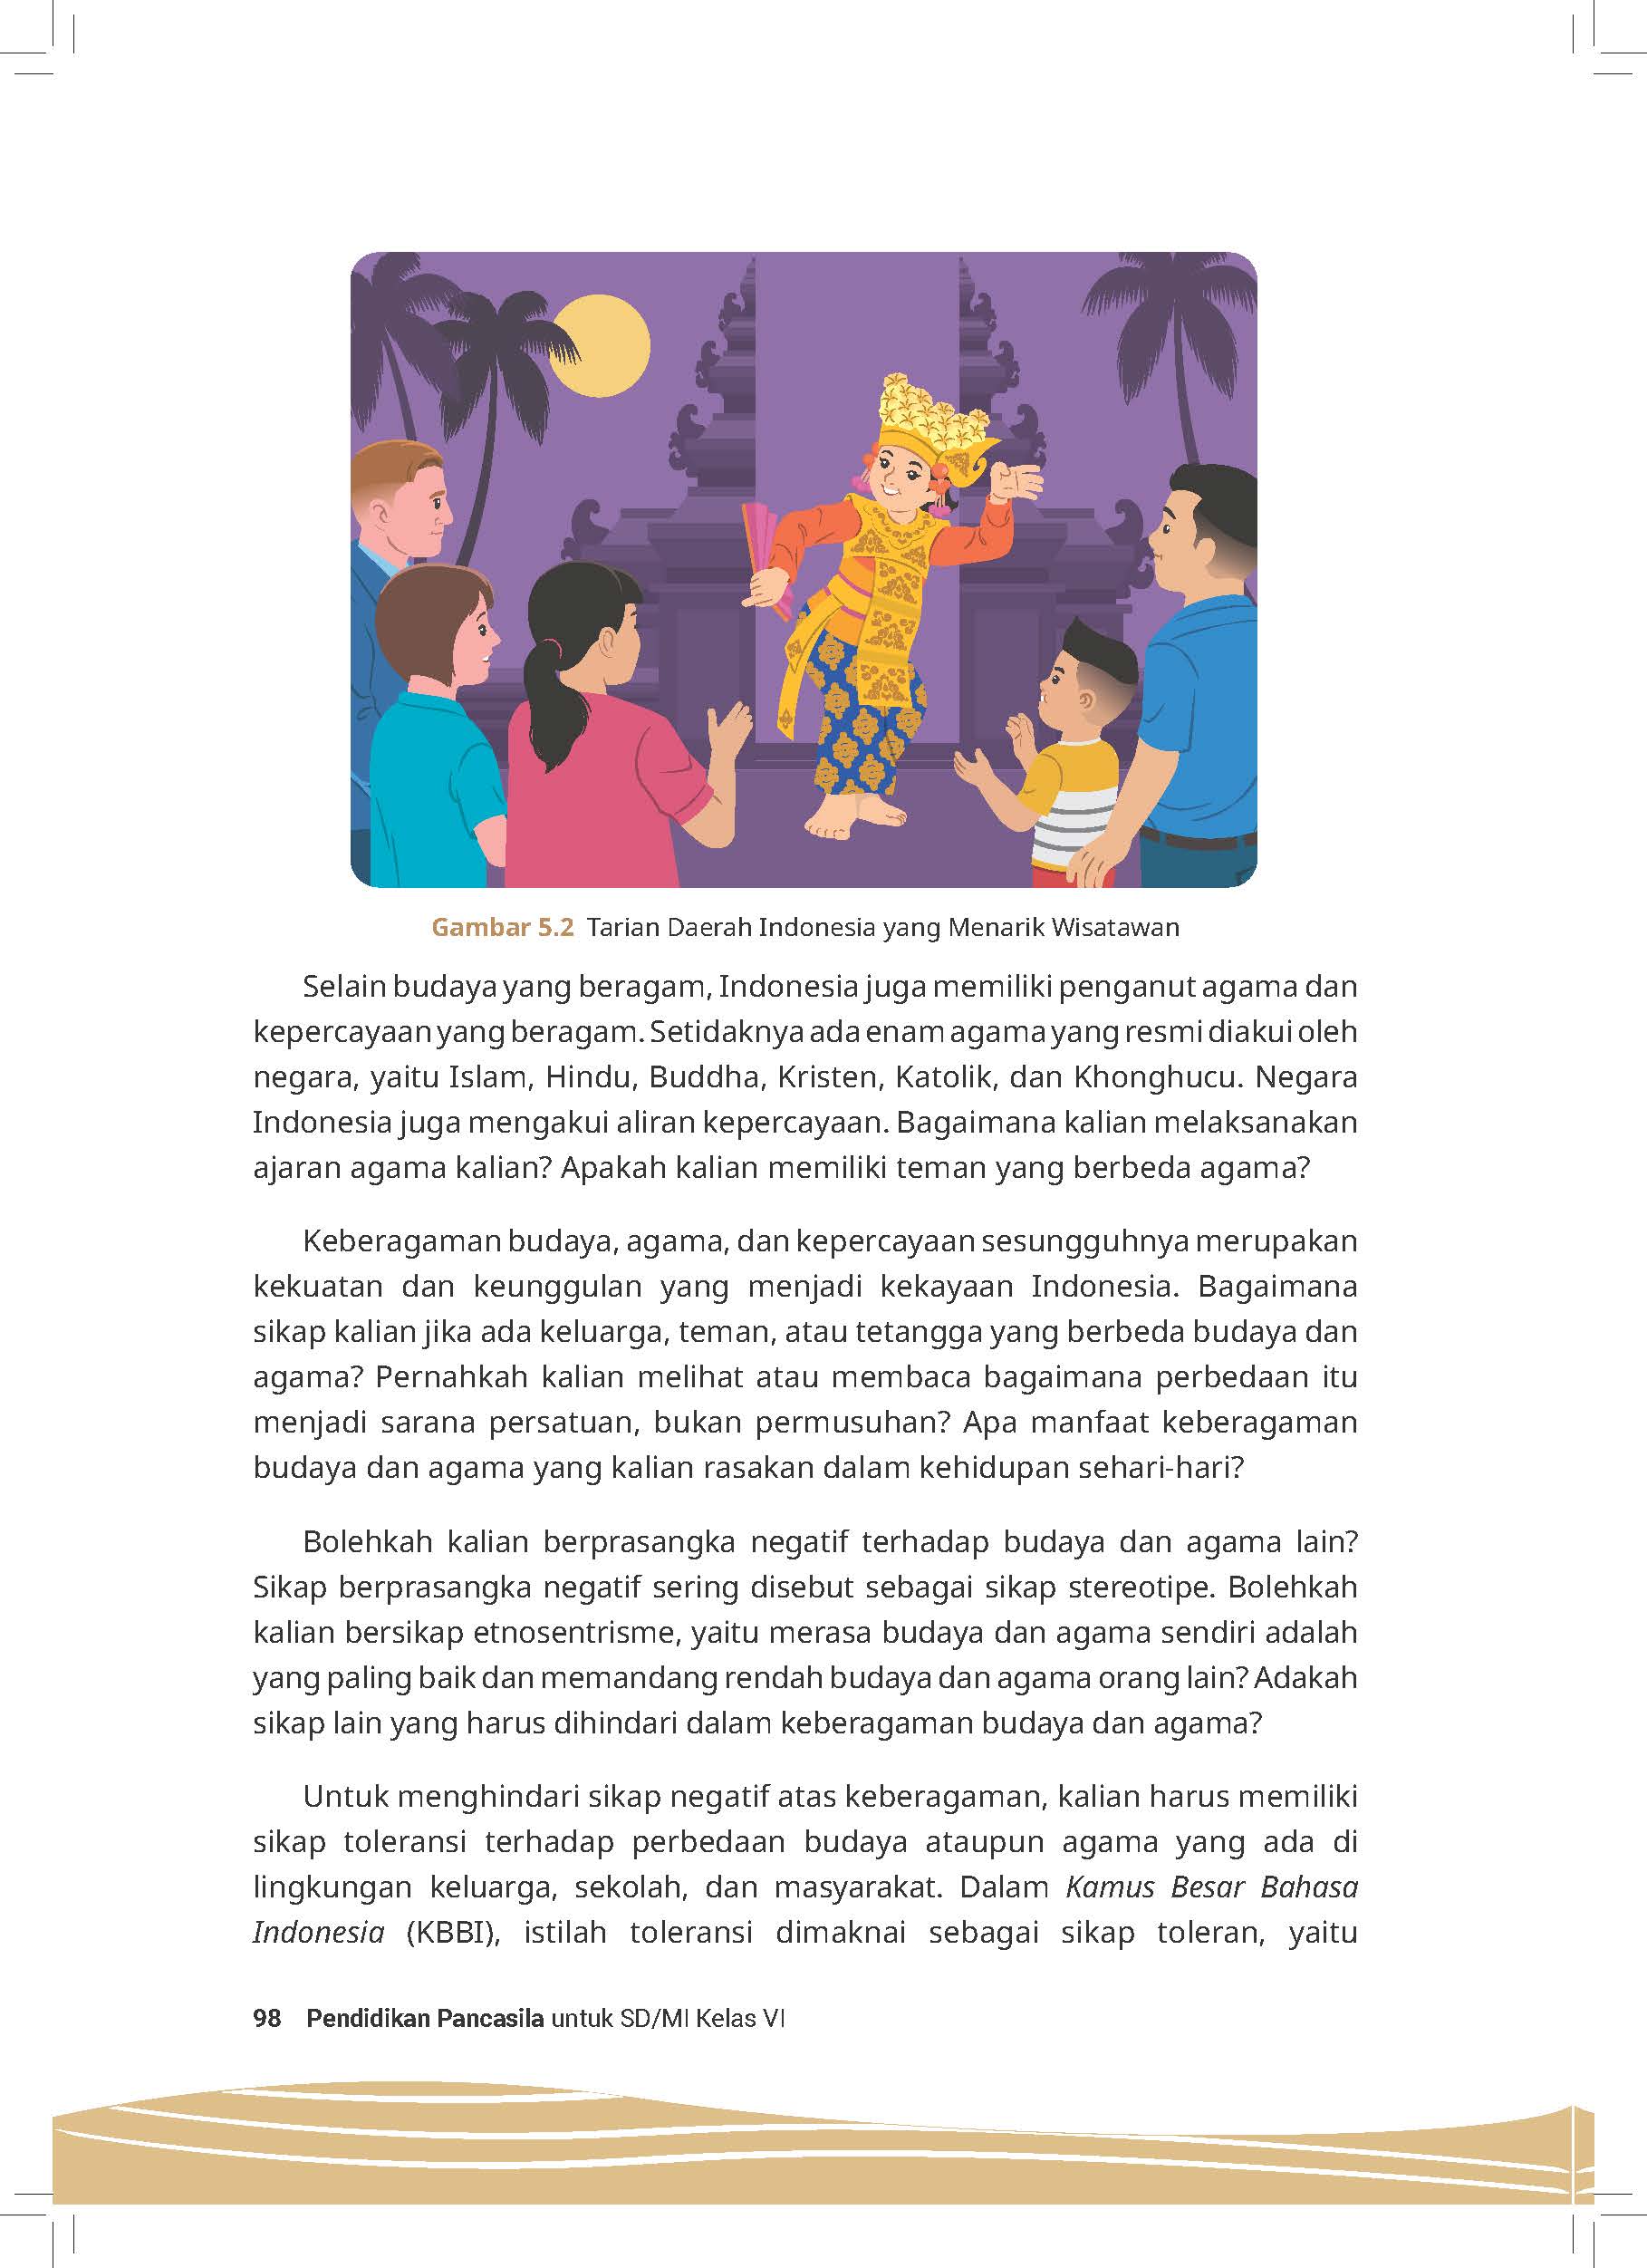 Gambar 5.2 Tarian Daerah Indonesia yang Menarik Wisatawan
Selain budaya yang beragam, Indonesia juga memiliki penganut agama dan
kepercayaan yang beragam. Setidaknya ada enam agama yang resmi diakui oleh
negara, yaitu Islam, Hindu, Buddha, Kristen, Katolik, dan Khonghucu. Negara
Indonesia juga mengakui aliran kepercayaan. Bagaimana kalian melaksanakan
ajaran agama kalian? Apakah kalian memiliki teman yang berbeda agama?
Keberagaman budaya, agama, dan kepercayaan sesungguhnya merupakan
kekuatan dan keunggulan yang menjadi kekayaan Indonesia. Bagaimana
sikap kalian jika ada keluarga, teman, atau tetangga yang berbeda budaya dan
agama? Pernahkah kalian melihat atau membaca bagaimana perbedaan itu
menjadi sarana persatuan, bukan permusuhan? Apa manfaat keberagaman
budaya dan agama yang kalian rasakan dalam kehidupan sehari-hari?
Bolehkah kalian berprasangka negatif terhadap budaya dan agama lain?
Sikap berprasangka negatif sering disebut sebagai sikap stereotipe. Bolehkah
kalian bersikap etnosentrisme, yaitu merasa budaya dan agama sendiri adalah
yang paling baik dan memandang rendah budaya dan agama orang lain? Adakah
sikap lain yang harus dihindari dalam keberagaman budaya dan agama?
Untuk menghindari sikap negatif atas keberagaman, kalian harus memiliki
sikap toleransi terhadap perbedaan budaya ataupun agama yang ada di
lingkungan keluarga, sekolah, dan masyarakat. Dalam Kamus Besar Bahasa
Indonesia (KBBI), istilah toleransi dimaknai sebagai sikap toleran, yaitu
98 Pendidikan Pancasila untuk SD/MI Kelas VI